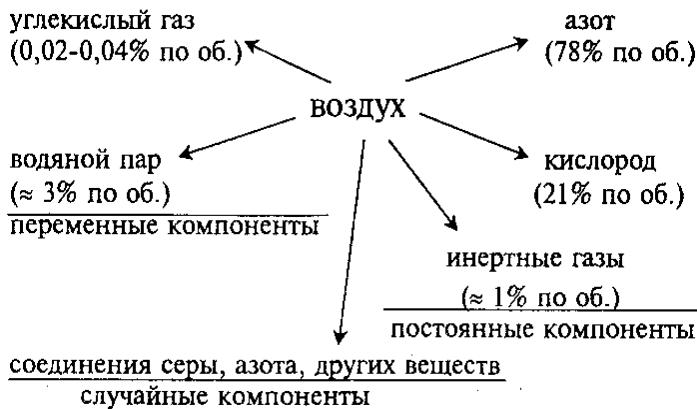 углекислый газ
(0,02-0,04% по об.)
азот
(78% по об.)
воздух
водяной пар
(≈ 3% по об.)
переменные компоненты
кислород
(21% по об.)
инертные газы
(≈ 1% по об.)
постоянные компоненты
соединения серы, азота, других веществ
случайные компоненты